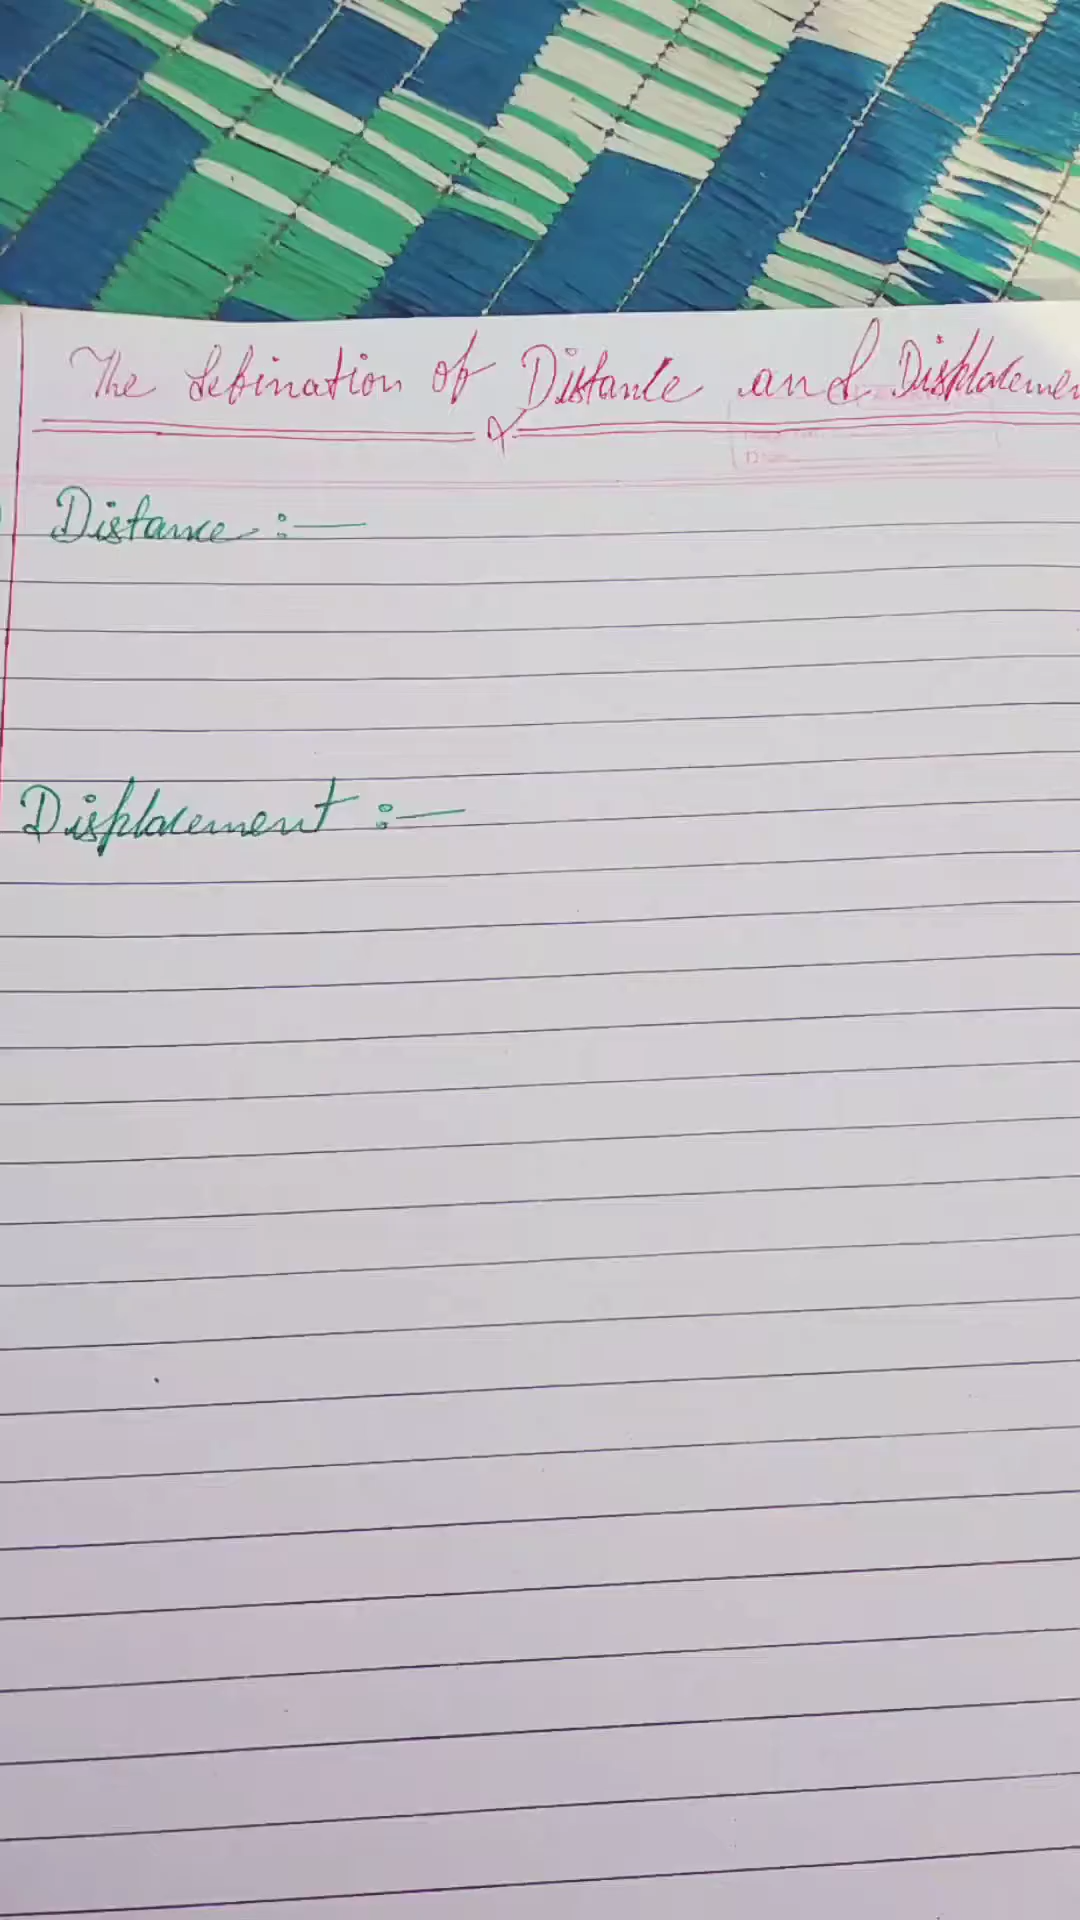 The defination of Distance and Displacemen
Distance :—
Displacement :—